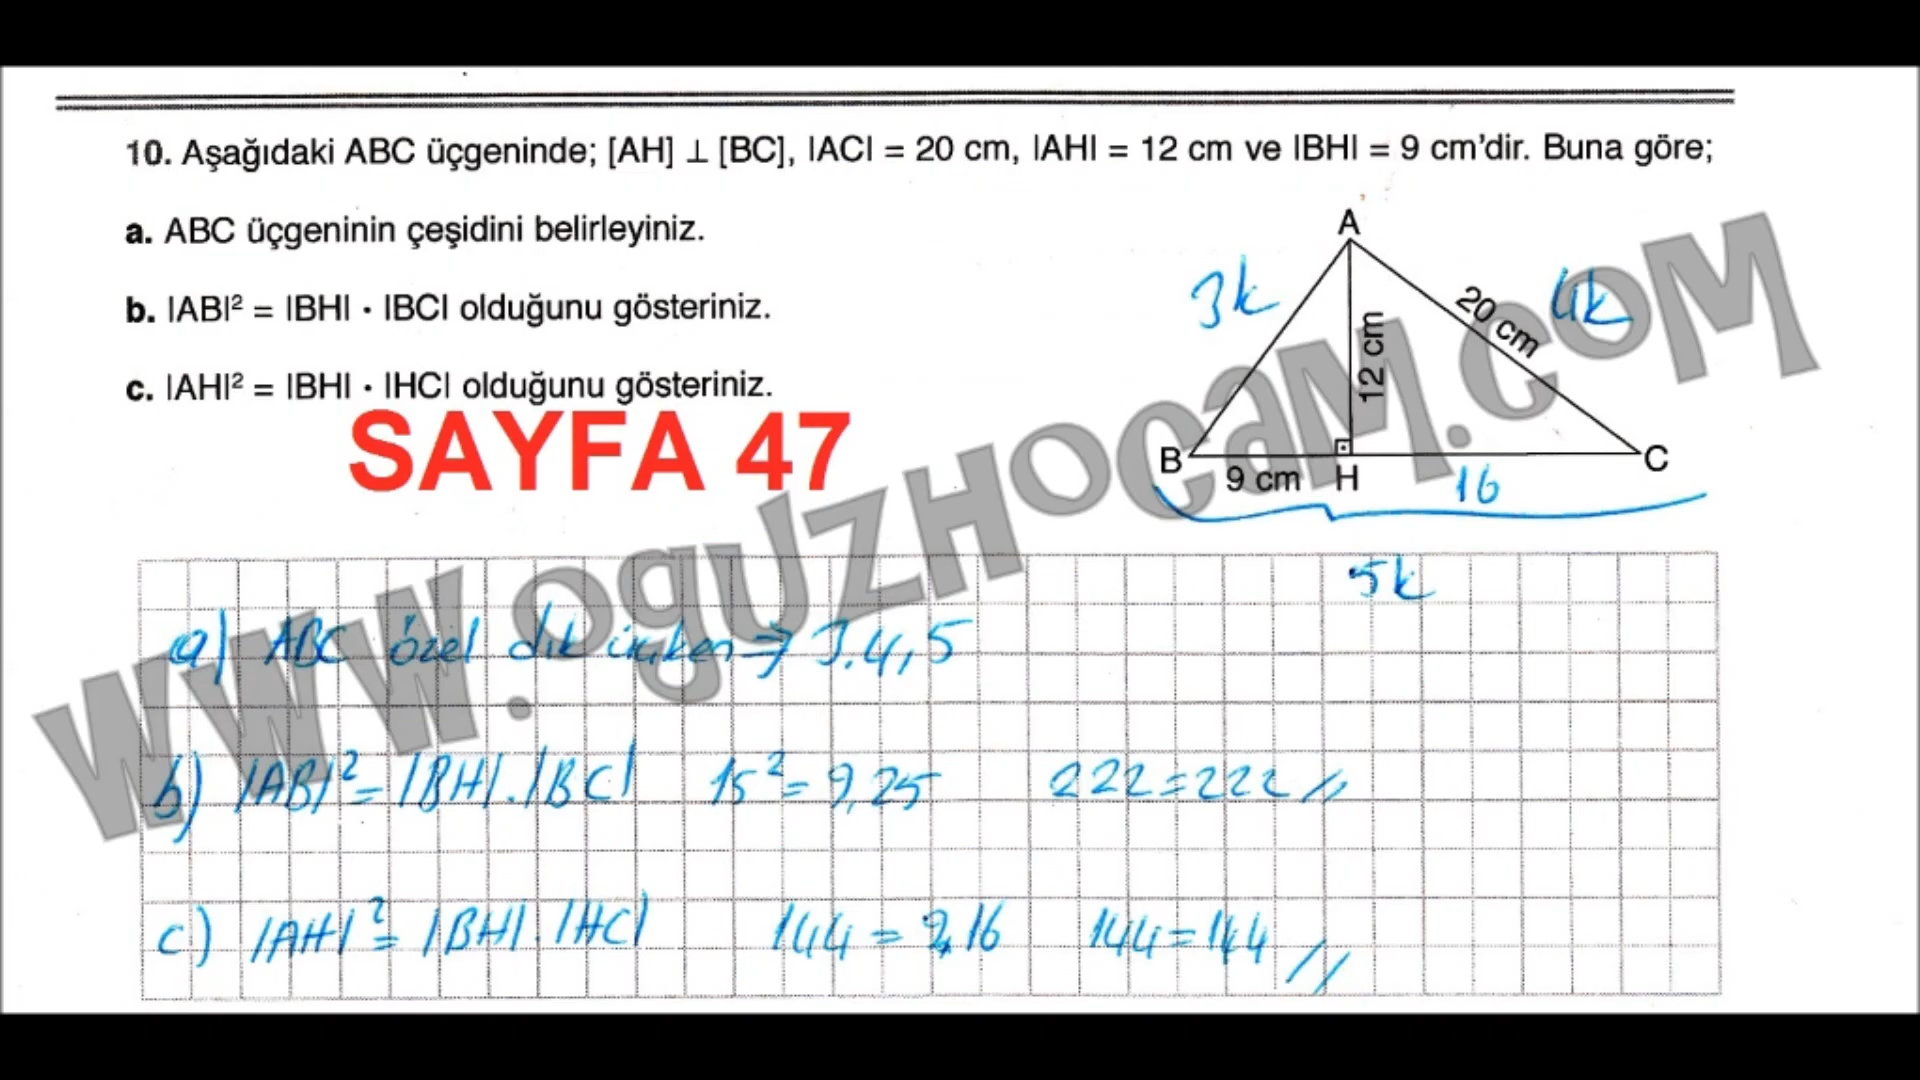 10. Aşağıdaki ABC üçgeninde; [AH] ⊥ [BC], |AC| = 20 cm, |AH| = 12 cm ve |BH| = 9 cm'dir. Buna göre;
a. ABC üçgeninin çeşidini belirleyiniz.
b. |AB|² = |BH| · |BC| olduğunu gösteriniz.
c. |AH|² = |BH| · |HC| olduğunu gösteriniz.
SAYFA 47
A
3k
12 cm
20 cm
4k
B
9 cm
H
16
C
5k
www.oguzHocam.com
a) ABC özel dik üçken ⇒ 3.4,5
b) |AB|² = |BH|.|BC| 15² = 9.25 222 = 222 //
c) |AH|² = |BH|.|HC| 144 = 9.16 144 = 144 //